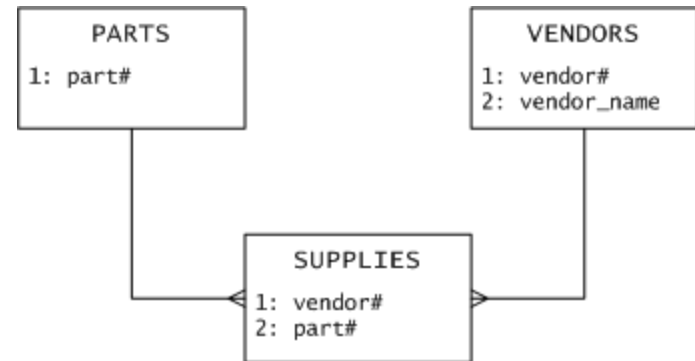 PARTS
1: part#
VENDORS
1: vendor#
2: vendor_name
SUPPLIES
1: vendor#
2: part#